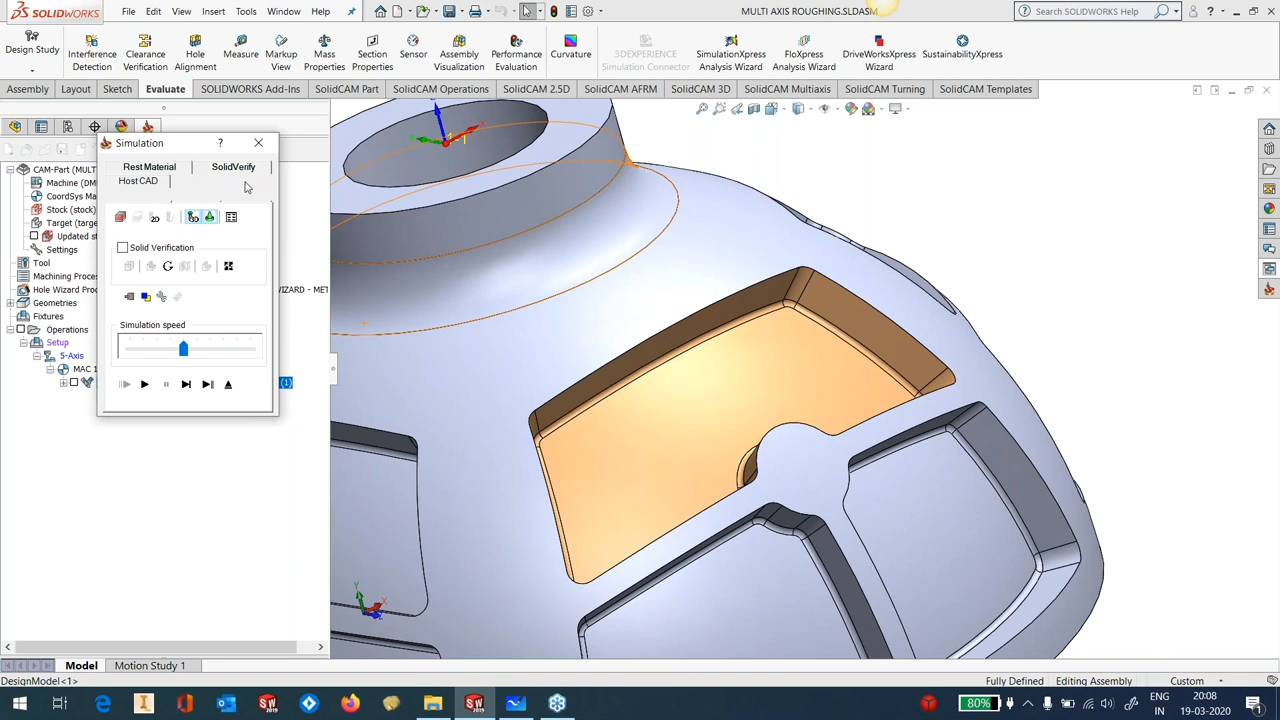 SOLIDWORKS
File Edit View Insert Tools Window Help
MULTI AXIS ROUGHING.SLDASM
Search SOLIDWORKS Help
Design Study
Interference Detection
Clearance Verification
Hole Alignment
Measure
Markup View
Mass Properties
Section Properties
Sensor
Assembly Visualization
Performance Evaluation
Curvature
3DEXPERIENCE Simulation Connector
SimulationXpress Analysis Wizard
FloXpress Analysis Wizard
DriveWorksXpress Wizard
SustainabilityXpress
Assembly Layout Sketch Evaluate SOLIDWORKS Add-Ins SolidCAM Part SolidCAM Operations SolidCAM 2.5D SolidCAM AFRM SolidCAM 3D SolidCAM Multiaxis SolidCAM Turning SolidCAM Templates
Simulation
?
Rest Material SolidVerify
Host CAD
Solid Verification
Simulation speed
CAM-Part (MULT
Machine (DM
CoordSys Ma
Stock (stock)
Target (targe
Updated st
Settings
Tool
Machining Proce
Hole Wizard Proc
IZARD - MET
Geometries
Fixtures
Operations
Setup
5-Axis
MAC 1
(1)
1-1
Y
X
Z
Model Motion Study 1
DesignModel<1>
Fully Defined Editing Assembly Custom
80%
ENG
IN
20:08
19-03-2020